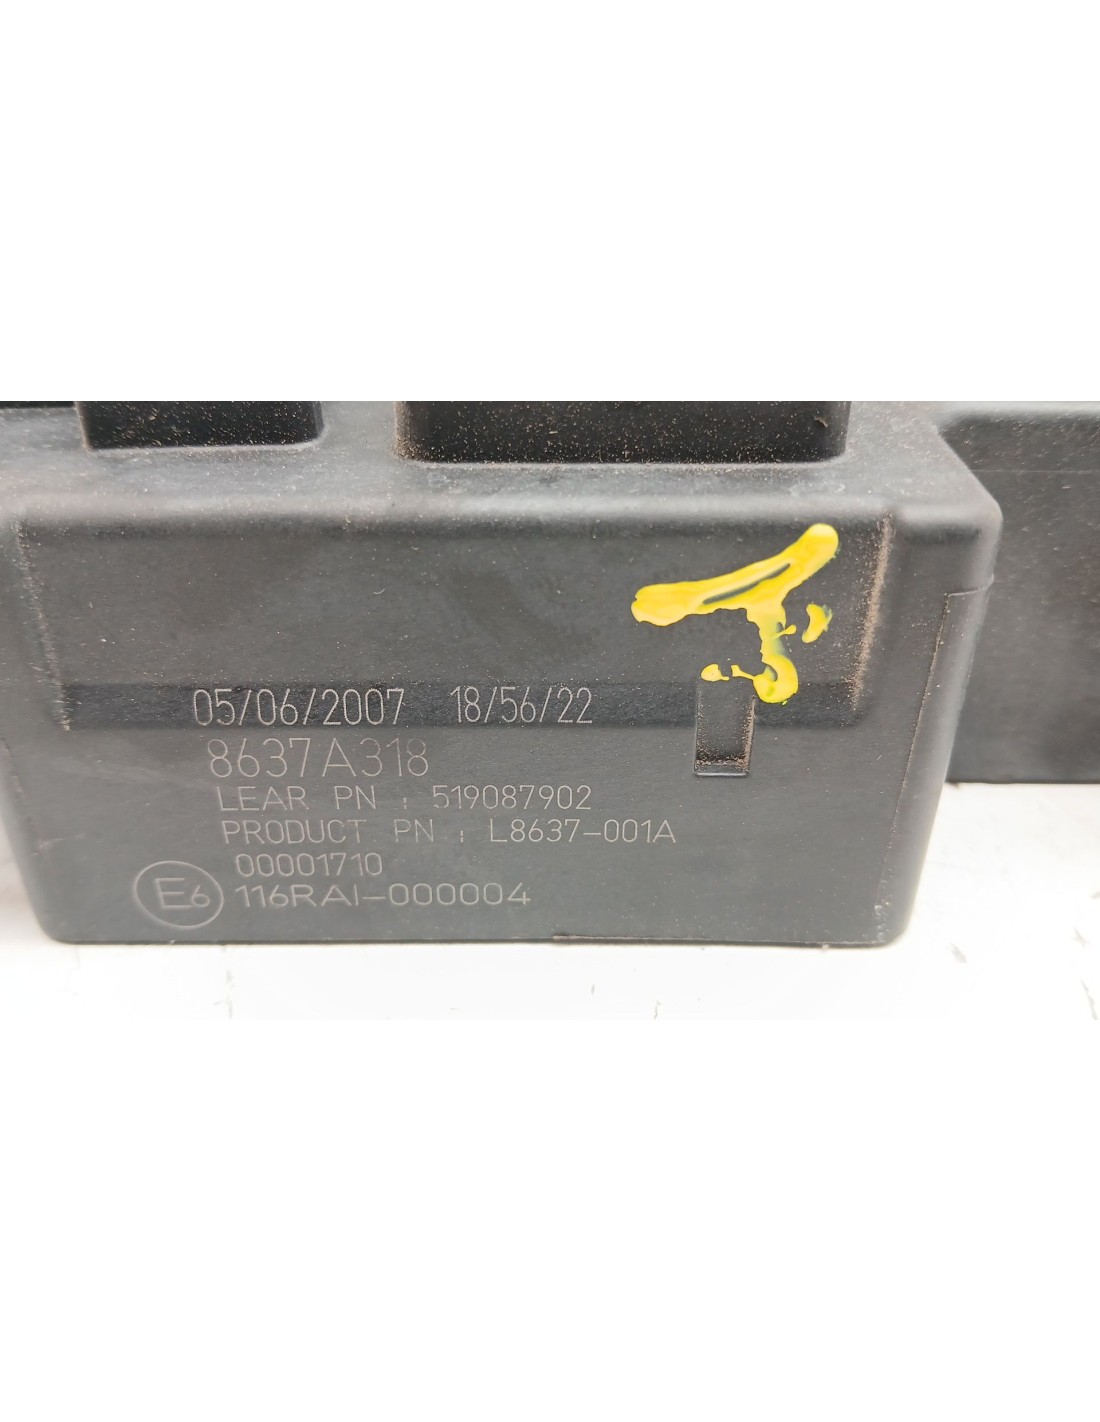 05/06/2007 18/56/22
8637A318
LEAR PN : 519087902
PRODUCT PN : L8637-001A
00001710
E6 116RAI-000004